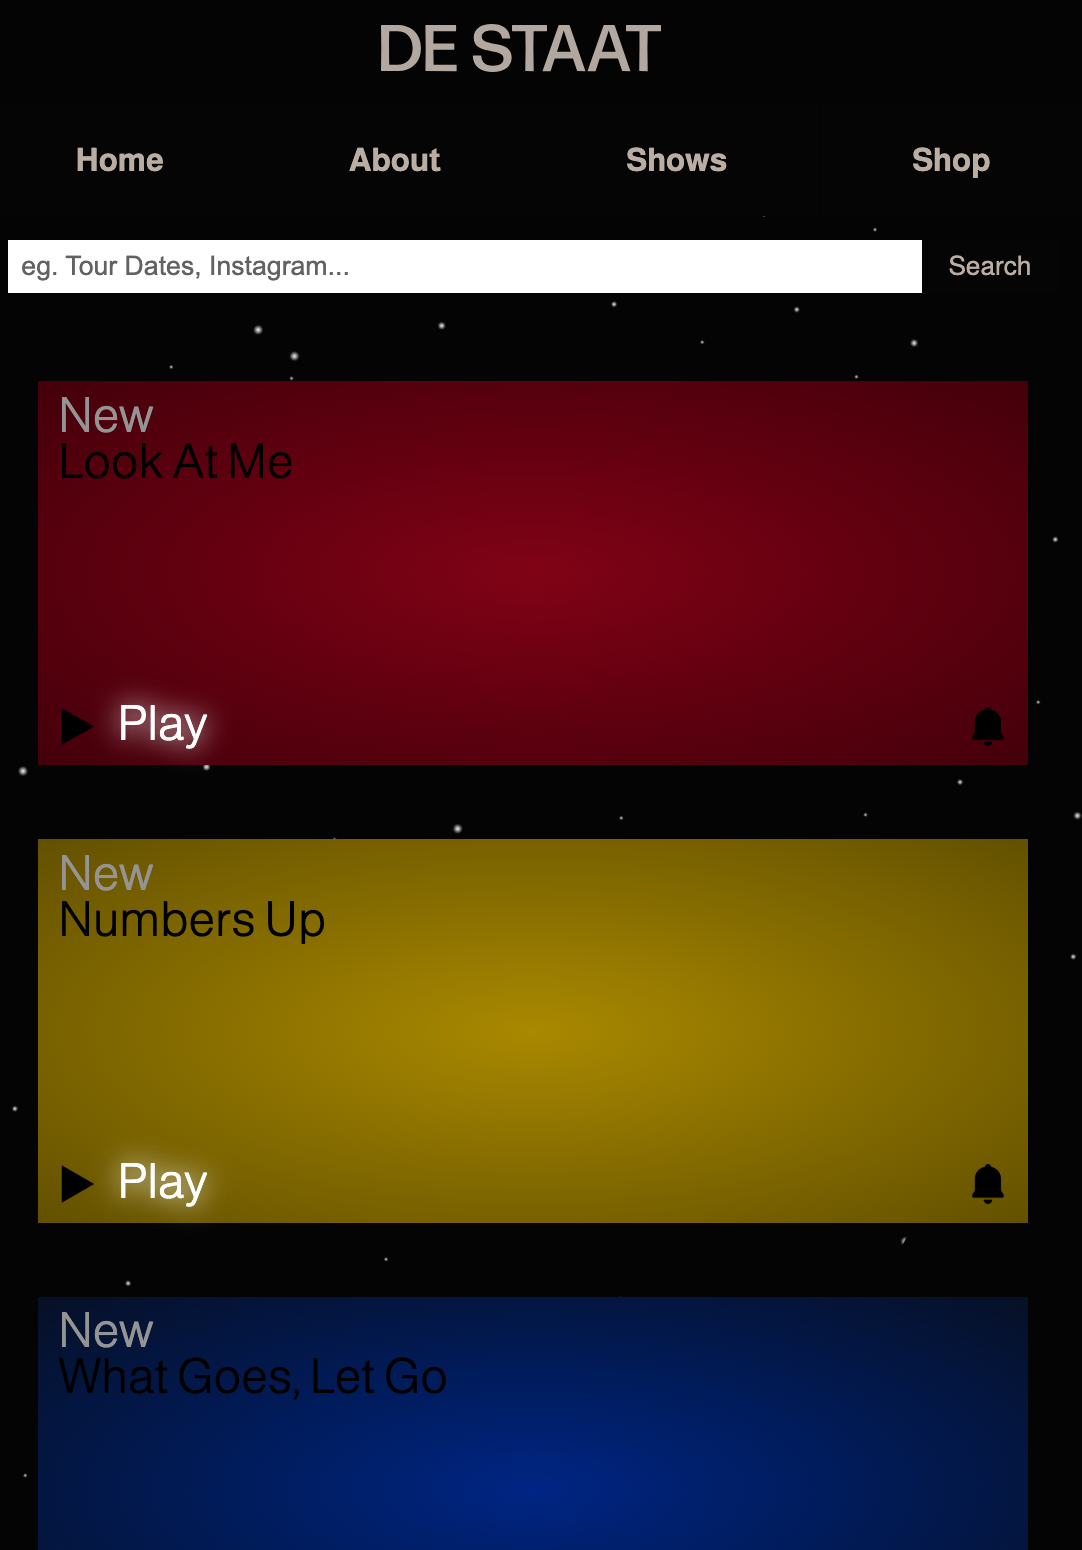 DE STAAT
Home About Shows Shop
eg. Tour Dates, Instagram... Search
New
Look At Me
Play
New
Numbers Up
Play
New
What Goes, Let Go